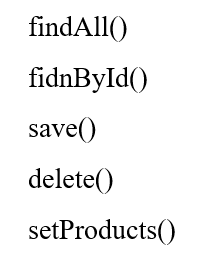 findAll()
fidnById()
save()
delete()
setProducts()